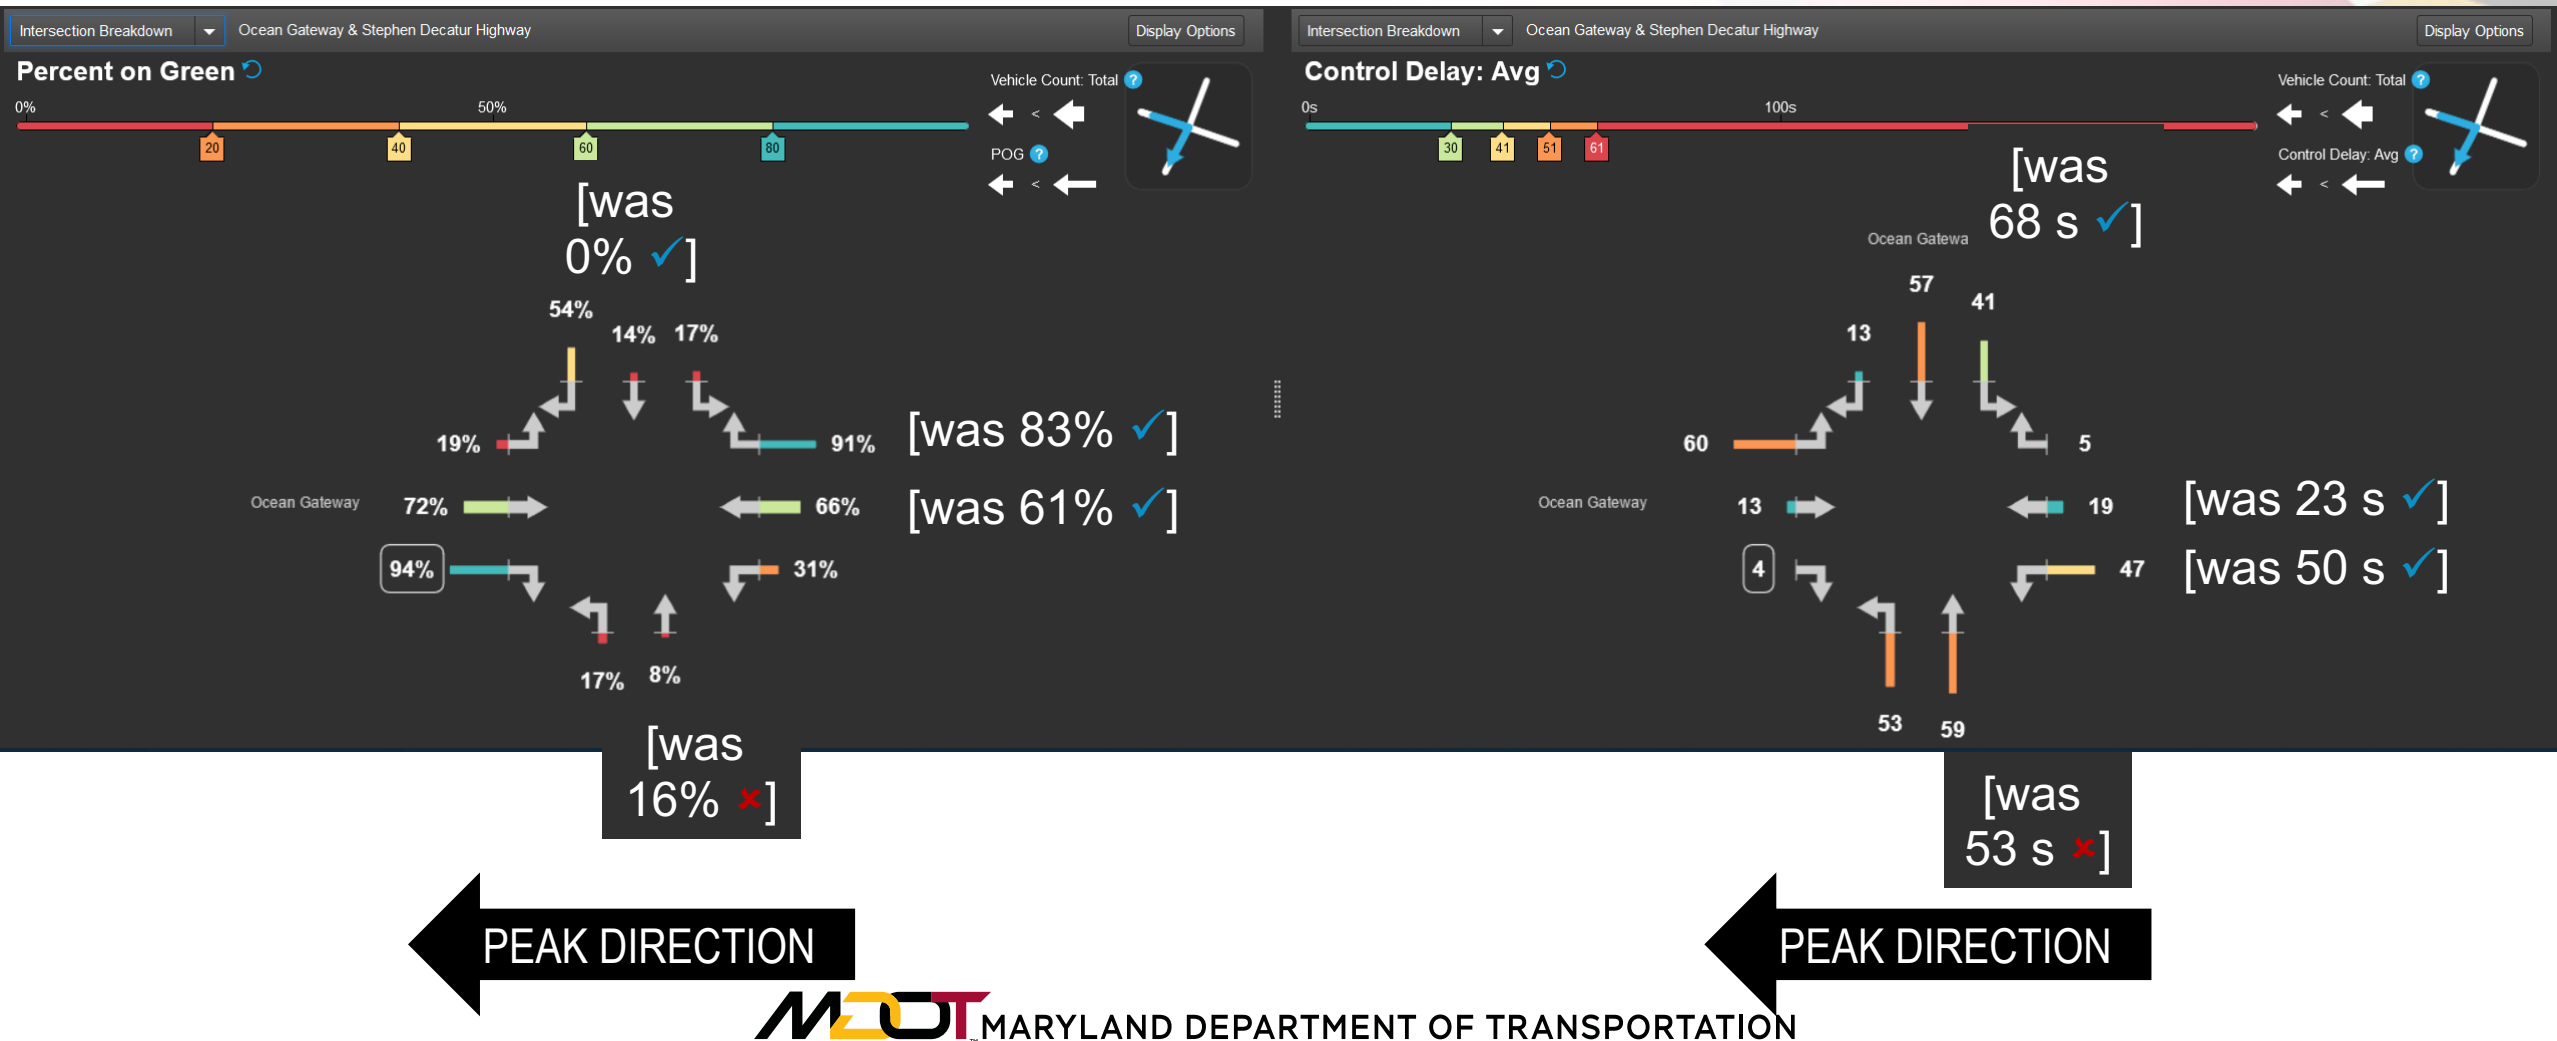 Intersection Breakdown
Ocean Gateway & Stephen Decatur Highway
Display Options
Percent on Green
Vehicle Count: Total ?
<
POG ?
<
0%
50%
20
40
60
80
[was
0% ✓]
54%
14%
17%
19%
91%
[was 83% ✓]
Ocean Gateway
72%
66%
[was 61% ✓]
94%
31%
17%
8%
[was
16% ✘]
PEAK DIRECTION
Intersection Breakdown
Ocean Gateway & Stephen Decatur Highway
Display Options
Control Delay: Avg
Vehicle Count: Total ?
<
Control Delay: Avg ?
<
0s
100s
30
41
51
61
[was
68 s ✓]
Ocean Gatewa
57
41
13
60
5
Ocean Gateway
13
19
[was 23 s ✓]
4
47
[was 50 s ✓]
53
59
[was
53 s ✘]
PEAK DIRECTION
MDOT™ MARYLAND DEPARTMENT OF TRANSPORTATION